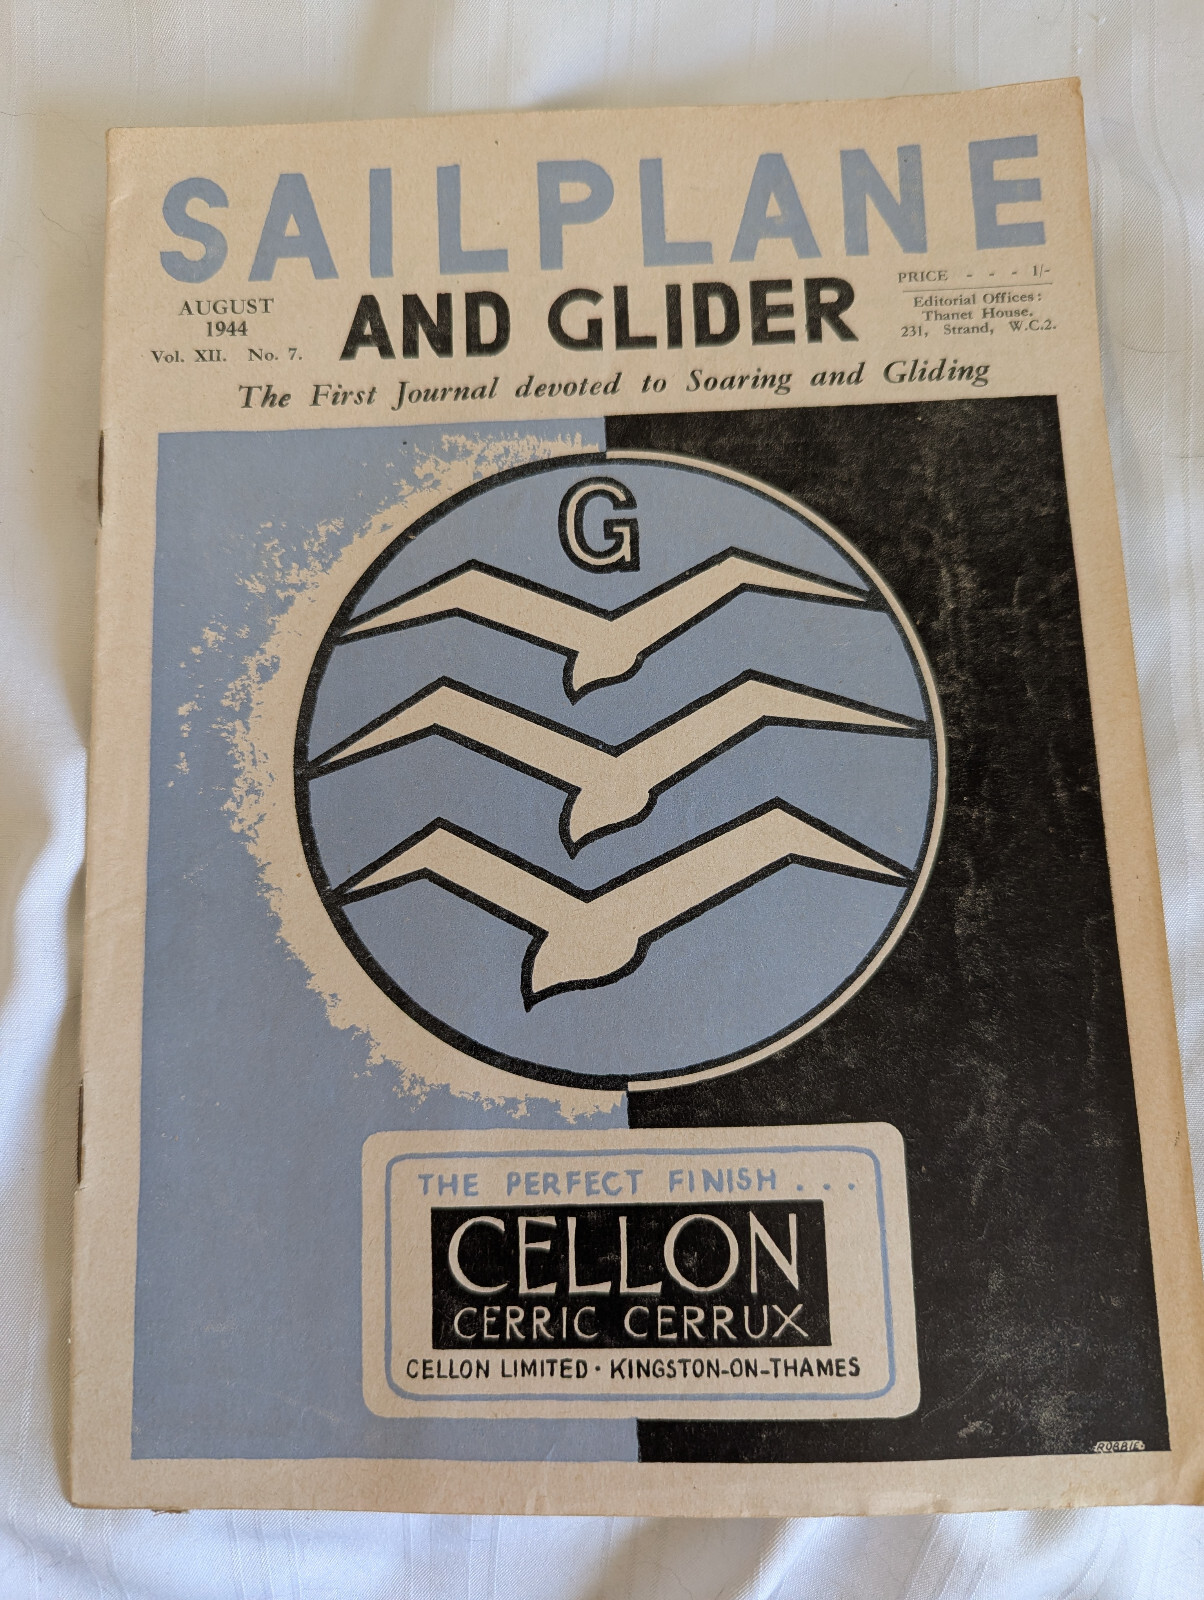 SAILPLANE
AND GLIDER
AUGUST
1944
Vol. XII. No. 7.
PRICE - - - 1/-
Editorial Offices:
Thanet House.
231, Strand, W.C.2.
The First Journal devoted to Soaring and Gliding
G
THE PERFECT FINISH...
CELLON
CERRIC CERRUX
CELLON LIMITED · KINGSTON-ON-THAMES
-ROBBIE-